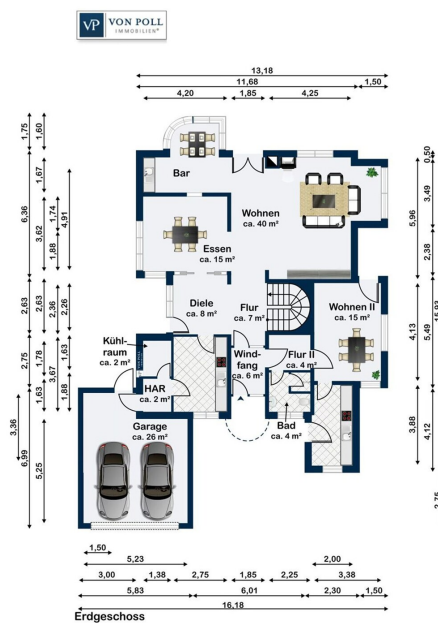 VP VON POLL
IMMOBILIEN®
13,18
11,68 1,50
4,20 1,85 4,25
1,75 1,60
6,36 1,67
4,91
3,62 1,74
1,88
2,63 2,63 2,36 2,26
2,75 1,78 3,67 1,63
1,63 1,88
3,36
6,99 5,25
0,50
3,49
5,96
2,38
4,13 5,49
3,88 4,12
Bar
Wohnen
ca. 40 m²
Essen
ca. 15 m²
Diele
ca. 8 m²
Flur
ca. 7 m²
Wohnen II
ca. 15 m²
Kühl-
raum
ca. 2 m²
Wind-
fang
ca. 6 m²
Flur II
ca. 4 m²
HAR
ca. 2 m²
Bad
ca. 4 m²
Garage
ca. 26 m²
1,50
5,23 2,00
3,00 1,38 2,75 1,85 2,25 3,38
5,83 6,01 2,30 1,50
16,18
Erdgeschoss